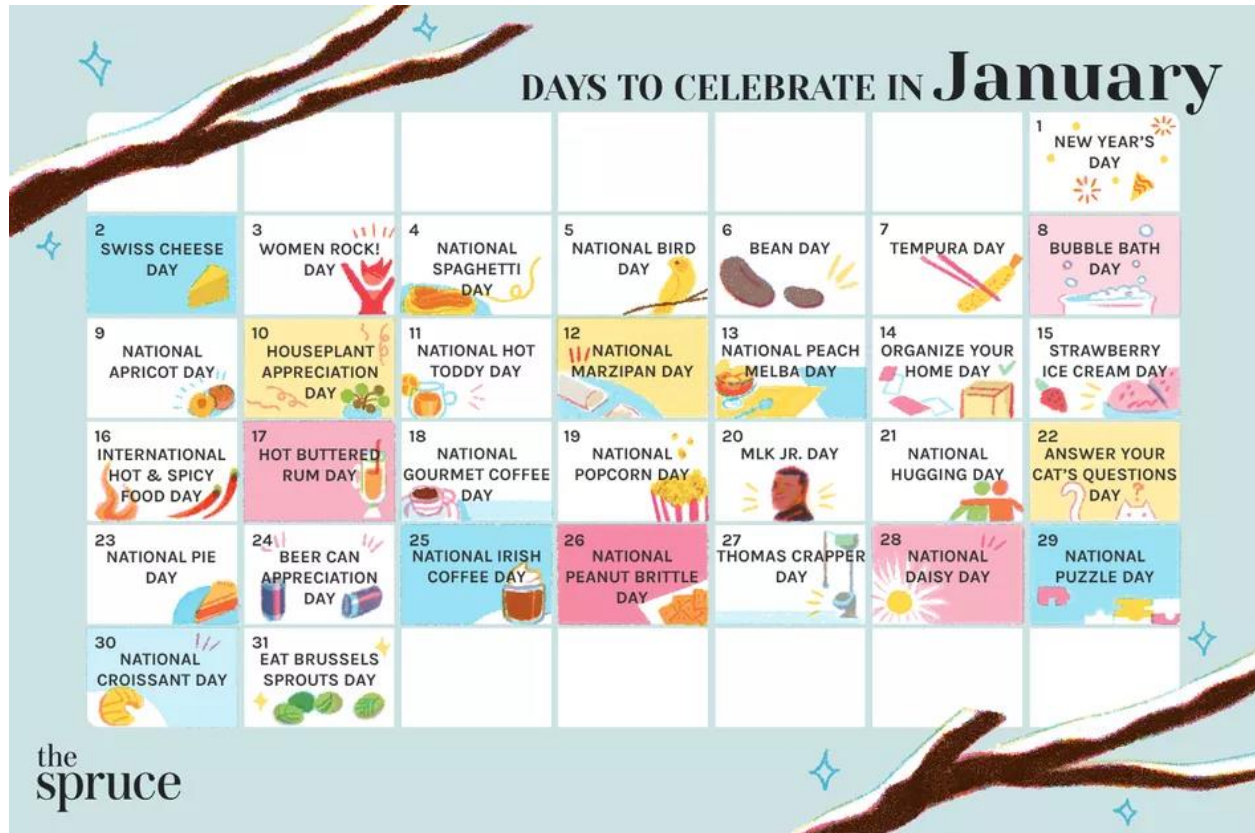 DAYS TO CELEBRATE IN January
1
NEW YEAR'S
DAY
2
SWISS CHEESE
DAY
3
WOMEN ROCK!
DAY
4
NATIONAL
SPAGHETTI
DAY
5
NATIONAL BIRD
DAY
6
BEAN DAY
7
TEMPURA DAY
8
BUBBLE BATH
DAY
9
NATIONAL
APRICOT DAY
10
HOUSEPLANT
APPRECIATION
DAY
11
NATIONAL HOT
TODDY DAY
12
NATIONAL
MARZIPAN DAY
13
NATIONAL PEACH
MELBA DAY
14
ORGANIZE YOUR
HOME DAY
15
STRAWBERRY
ICE CREAM DAY
16
INTERNATIONAL
HOT & SPICY
FOOD DAY
17
HOT BUTTERED
RUM DAY
18
NATIONAL
GOURMET COFFEE
DAY
19
NATIONAL
POPCORN DAY
20
MLK JR. DAY
21
NATIONAL
HUGGING DAY
22
ANSWER YOUR
CAT'S QUESTIONS
DAY
?
23
NATIONAL PIE
DAY
24
BEER CAN
APPRECIATION
DAY
25
NATIONAL IRISH
COFFEE DAY
26
NATIONAL
PEANUT BRITTLE
DAY
27
THOMAS CRAPPER
DAY
28
NATIONAL
DAISY DAY
29
NATIONAL
PUZZLE DAY
30
NATIONAL
CROISSANT DAY
31
EAT BRUSSELS
SPROUTS DAY
the
spruce